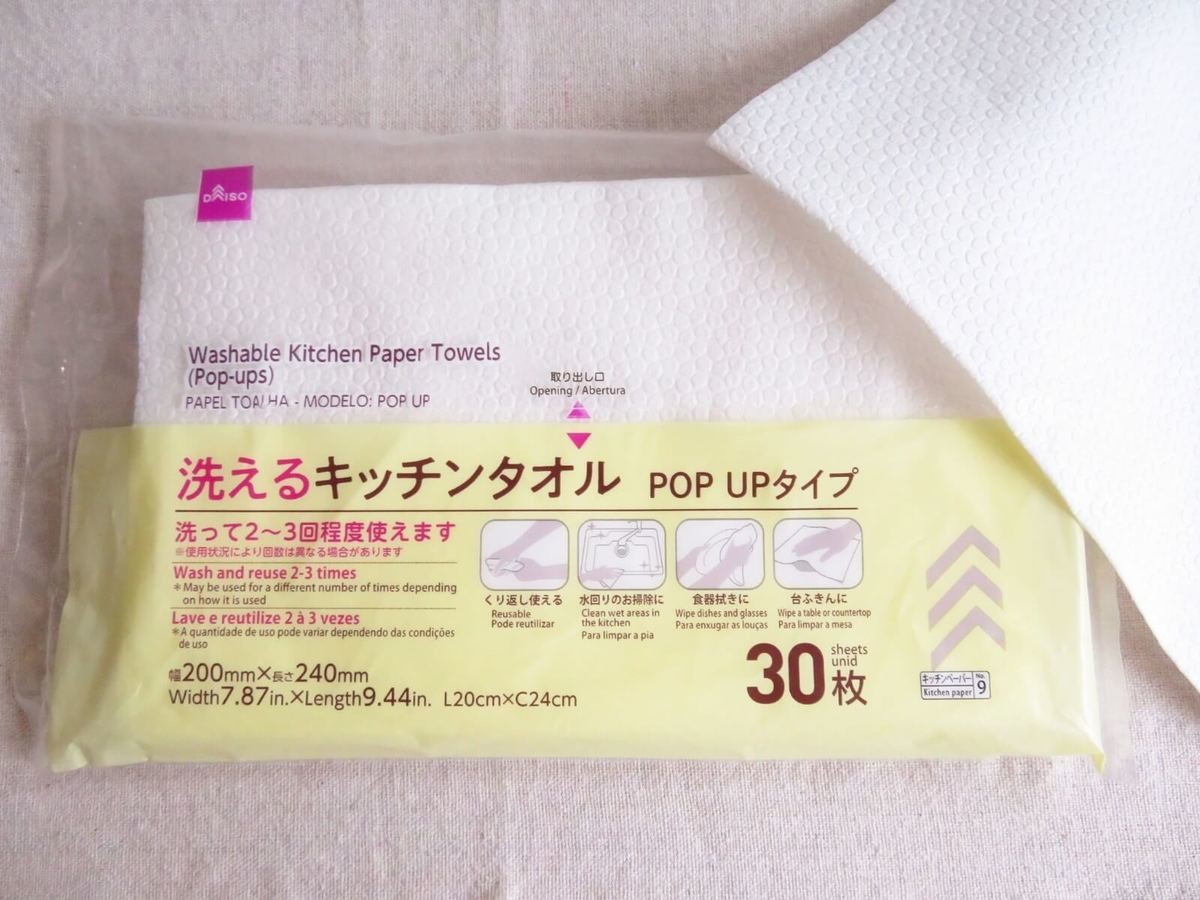 DAISO
Washable Kitchen Paper Towels
(Pop-ups)
PAPEL TOALHA - MODELO: POP UP
取り出し口
Opening / Abertura
洗えるキッチンタオル POP UPタイプ
洗って2~3回程度使えます
※使用状況により回数は異なる場合があります
Wash and reuse 2-3 times
*May be used for a different number of times depending
on how it is used
Lave e reutilize 2 à 3 vezes
*A quantidade de uso pode variar dependendo das condições
de uso
くり返し使える
Reusable
Pode reutilizar
水回りのお掃除に
Clean wet areas in
the kitchen
Para limpar a pia
食器拭きに
Wipe dishes and glasses
Para enxugar as louças
台ふきんに
Wipe a table or countertop
Para limpar a mesa
幅200mm×長さ240mm
Width7.87in.×Length9.44in. L20cm×C24cm
30枚
sheets
unid
キッチンペーパー
Kitchen paper
No.
9